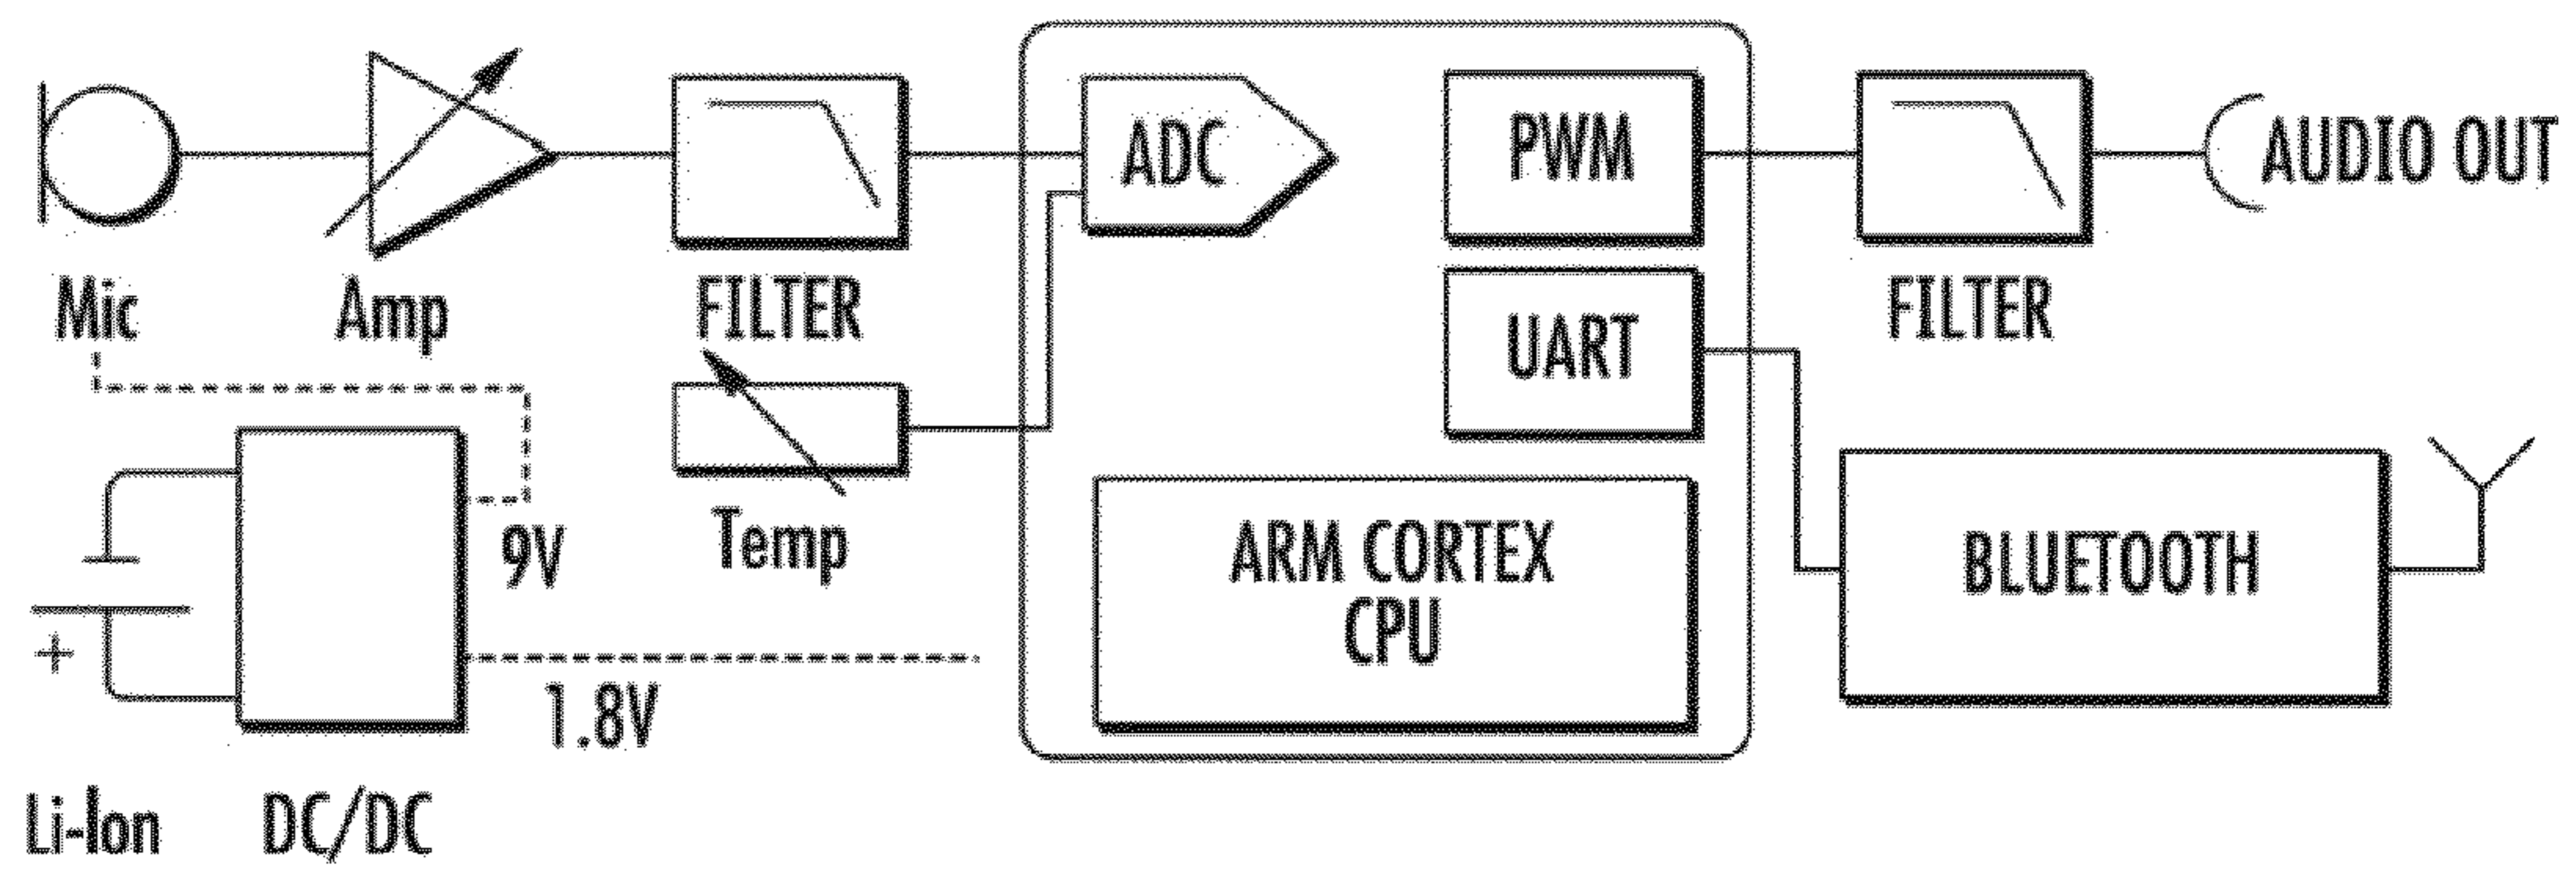 ADC
PWM
AUDIO OUT
Mic
Amp
FILTER
UART
FILTER
9V
Temp
ARM CORTEX
CPU
BLUETOOTH
+
1.8V
Li-Ion
DC/DC